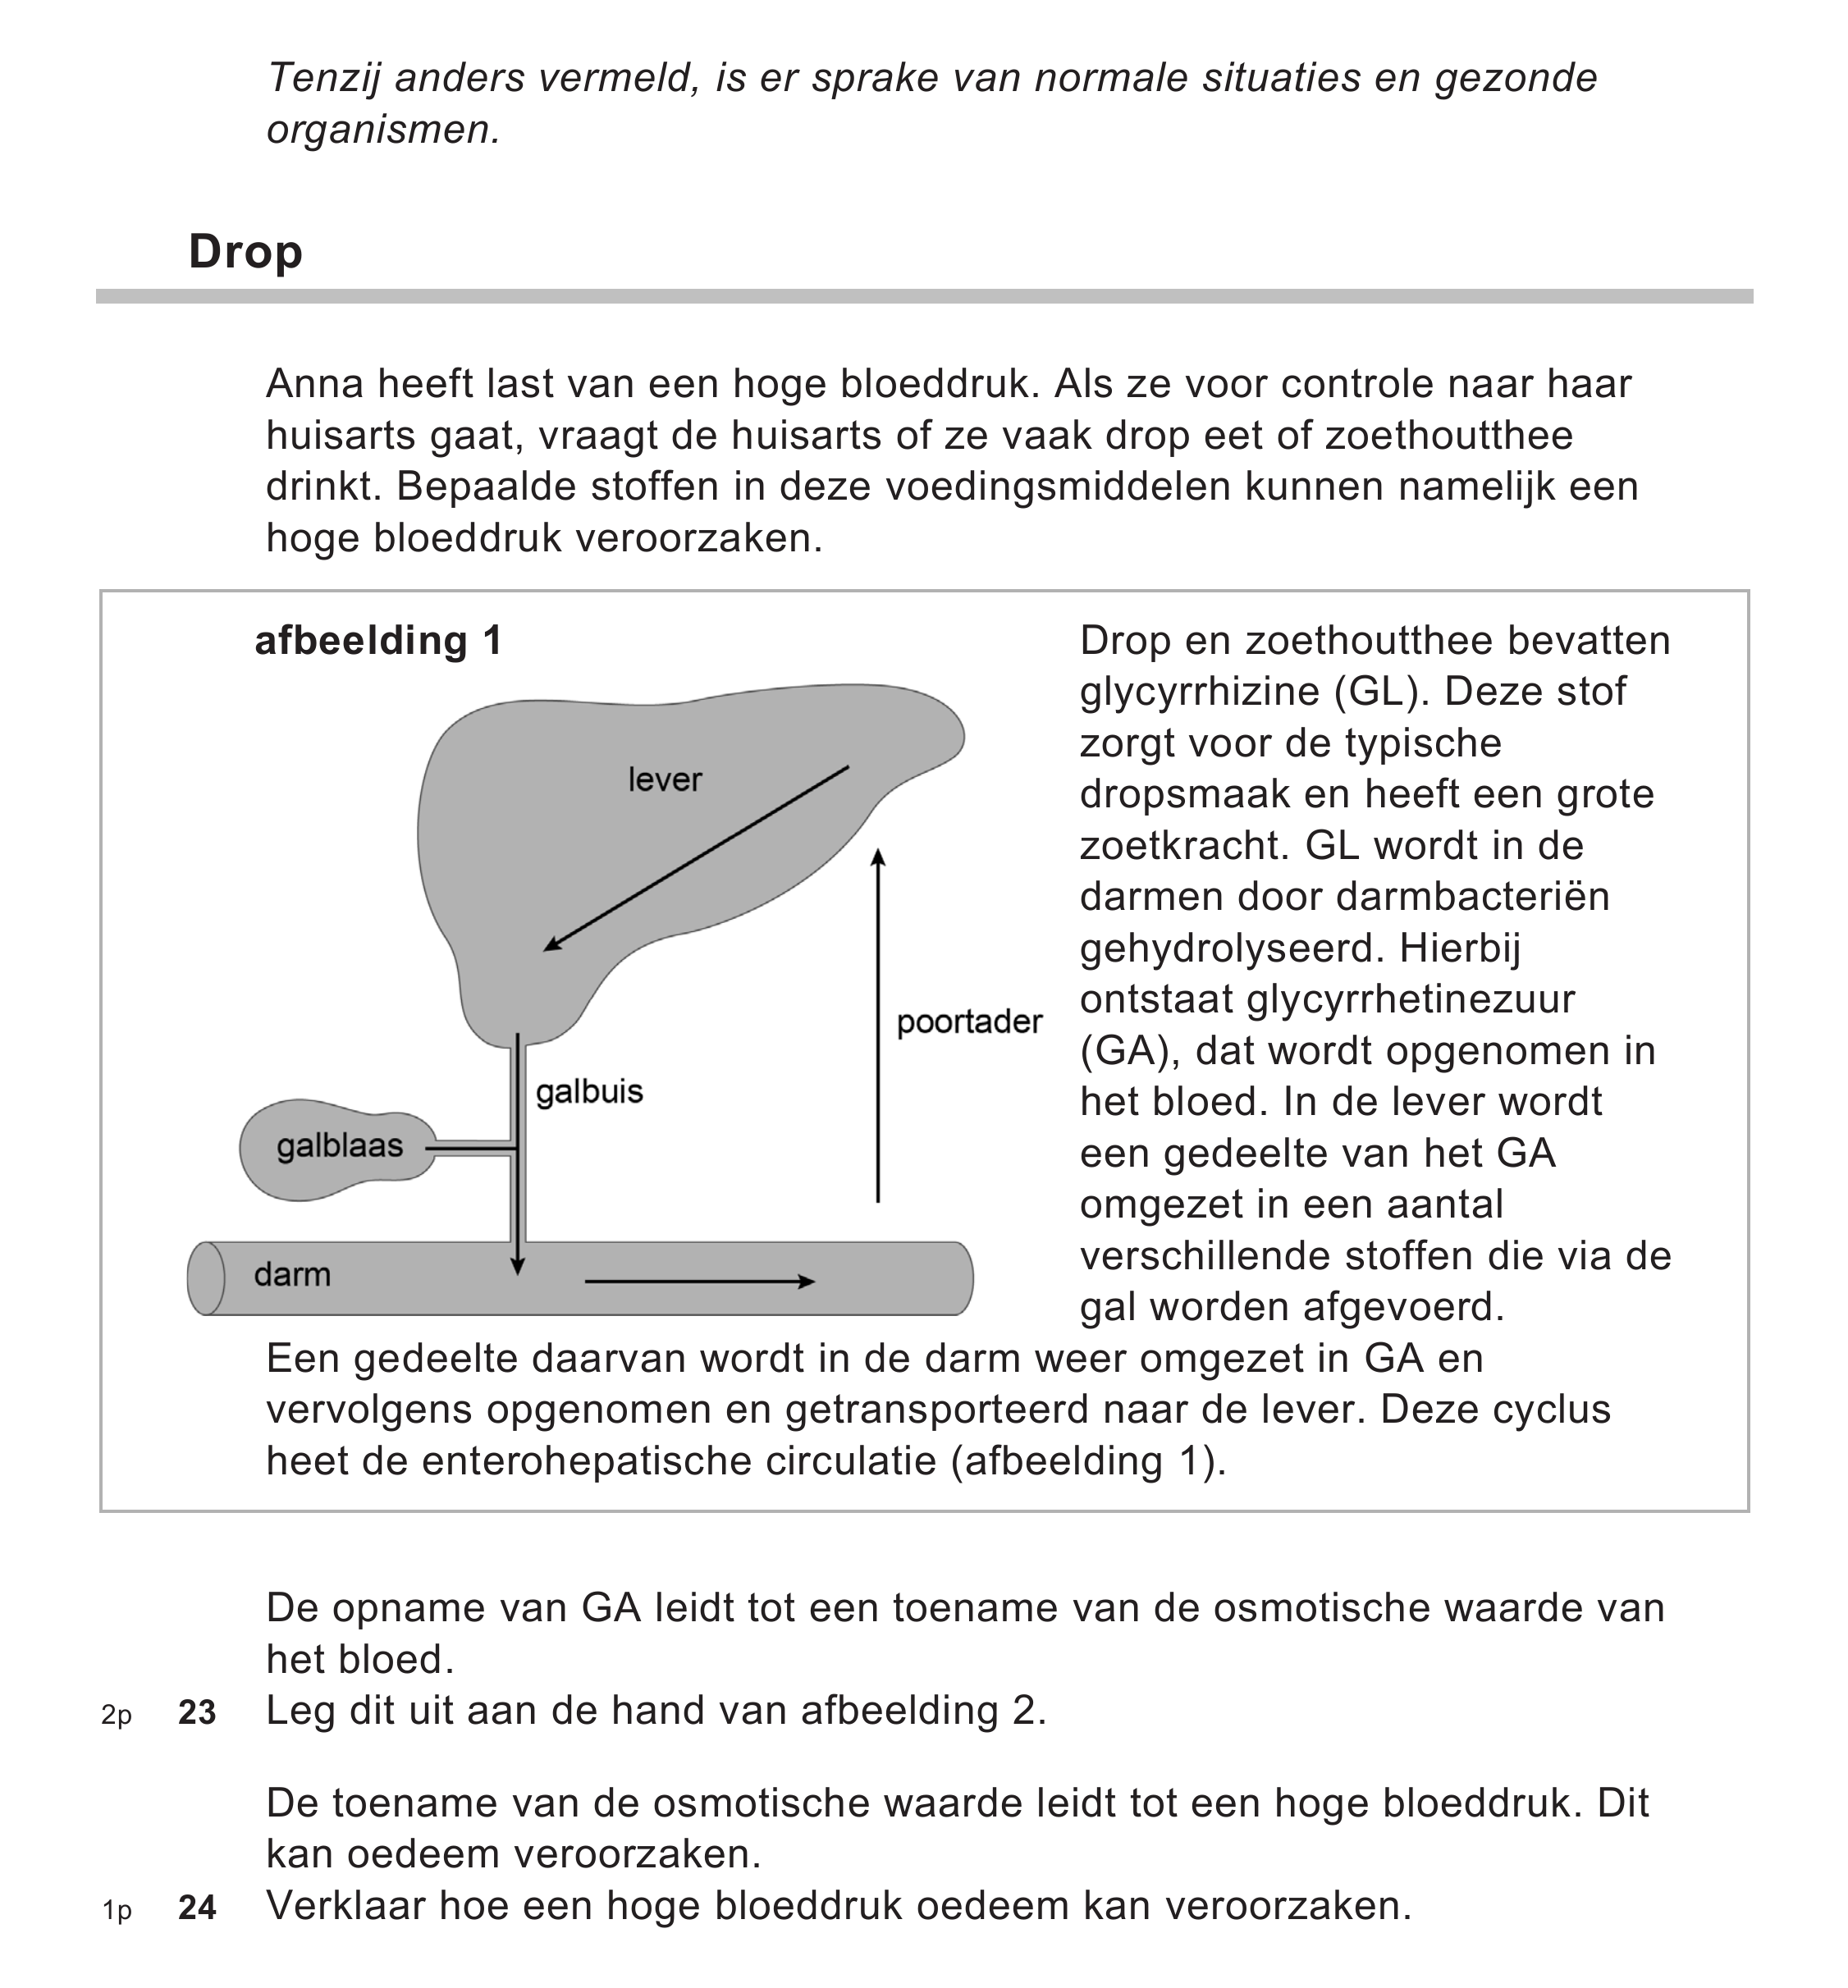 Tenzij anders vermeld, is er sprake van normale situaties en gezonde
organismen.
Drop
Anna heeft last van een hoge bloeddruk. Als ze voor controle naar haar
huisarts gaat, vraagt de huisarts of ze vaak drop eet of zoethoutthee
drinkt. Bepaalde stoffen in deze voedingsmiddelen kunnen namelijk een
hoge bloeddruk veroorzaken.
afbeelding 1
lever
poortader
galbuis
galblaas
darm
Drop en zoethoutthee bevatten
glycyrrhizine (GL). Deze stof
zorgt voor de typische
dropsmaak en heeft een grote
zoetkracht. GL wordt in de
darmen door darmbacteriën
gehydrolyseerd. Hierbij
ontstaat glycyrrhetinezuur
(GA), dat wordt opgenomen in
het bloed. In de lever wordt
een gedeelte van het GA
omgezet in een aantal
verschillende stoffen die via de
gal worden afgevoerd.
Een gedeelte daarvan wordt in de darm weer omgezet in GA en
vervolgens opgenomen en getransporteerd naar de lever. Deze cyclus
heet de enterohepatische circulatie (afbeelding 1).
De opname van GA leidt tot een toename van de osmotische waarde van
het bloed.
2p 23 Leg dit uit aan de hand van afbeelding 2.
De toename van de osmotische waarde leidt tot een hoge bloeddruk. Dit
kan oedeem veroorzaken.
1p 24 Verklaar hoe een hoge bloeddruk oedeem kan veroorzaken.